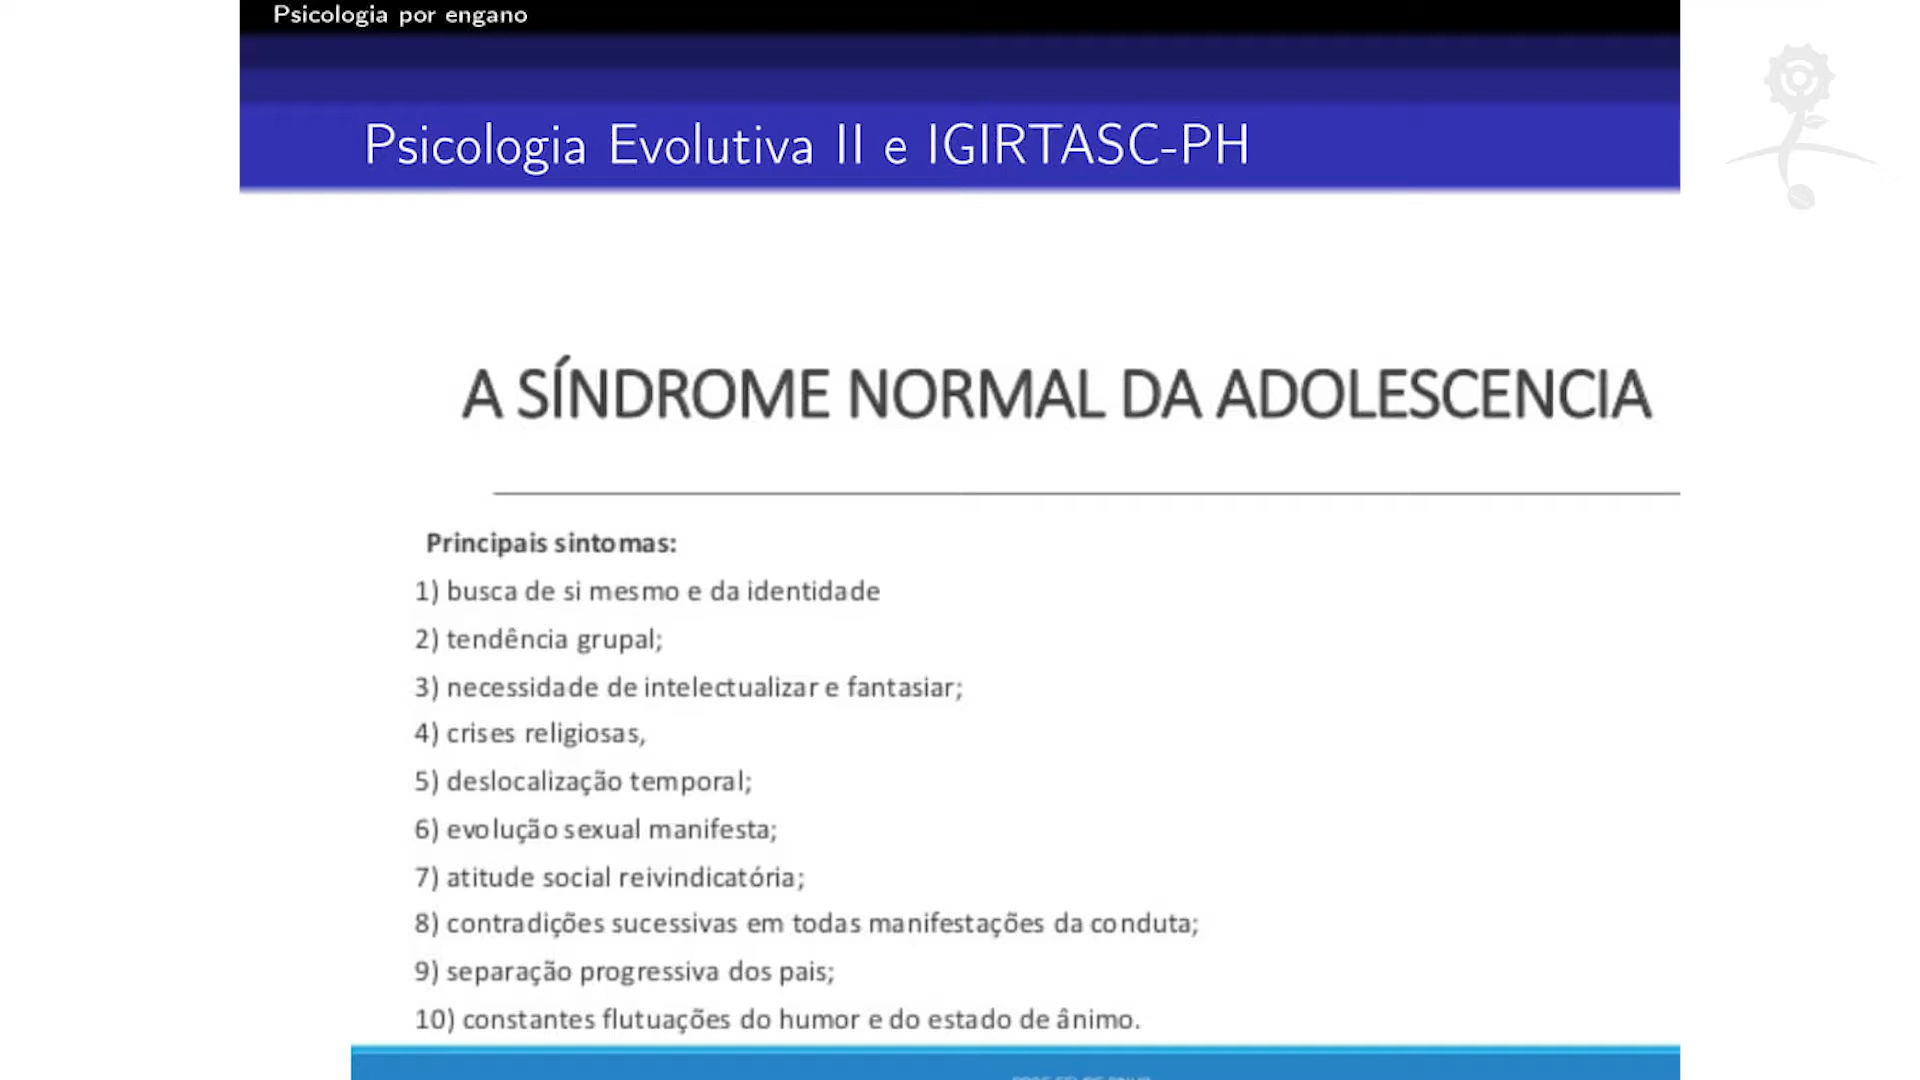 Psicologia por engano
Psicologia Evolutiva II e IGIRTASC-PH
A SÍNDROME NORMAL DA ADOLESCENCIA
Principais sintomas:
1) busca de si mesmo e da identidade
2) tendência grupal;
3) necessidade de intelectualizar e fantasiar;
4) crises religiosas,
5) deslocalização temporal;
6) evolução sexual manifesta;
7) atitude social reivindicatória;
8) contradições sucessivas em todas manifestações da conduta;
9) separação progressiva dos pais;
10) constantes flutuações do humor e do estado de ânimo.